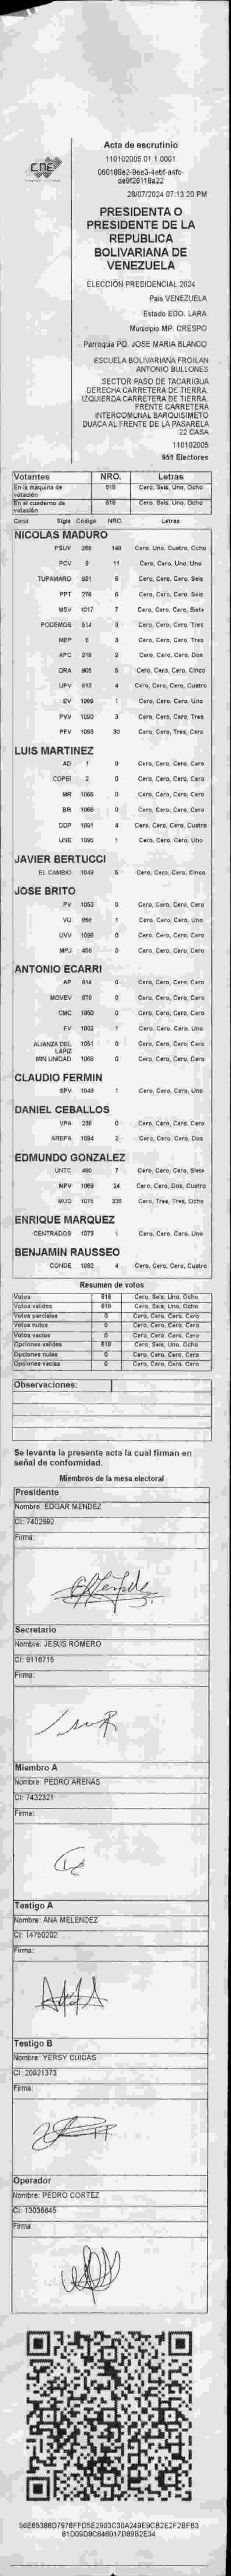 Acta de escrutinio
110102005.01.1.0001
28/07/2024 07:13:20 PM
CNE
PRESIDENTA O
PRESIDENTE DE LA
REPUBLICA
BOLIVARIANA DE
VENEZUELA
ELECCIÓN PRESIDENCIAL 2024
País VENEZUELA
Estado EDO. LARA
Municipio MP. CRESPO
Parroquia PQ. JOSE MARIA BLANCO
ESCUELA BOLIVARIANA FROILAN
ANTONIO BULLONES
SECTOR PASO DE TACARIGUA
DERECHA CARRETERA DE TIERRA.
IZQUIERDA CARRETERA DE TIERRA.
FRENTE CARRETERA
INTERCOMUNAL BARQUISIMETO
DUACA AL FRENTE DE LA PASARELA
22 CASA
110102005
951 Electores
Votantes NRO. Letras
En la máquina de votación 618 Cero, Seis, Uno, Ocho
En el cuaderno de votación 618 Cero, Seis, Uno, Ocho
Cand Sigla Código NRO. Letras
NICOLAS MADURO
PSUV 269 148 Cero, Uno, Cuatro, Ocho
PCV 9 11 Cero, Cero, Uno, Uno
TUPAMARO 931 6 Cero, Cero, Cero, Seis
PPT 276 6 Cero, Cero, Cero, Seis
MSV 1017 7 Cero, Cero, Cero, Siete
PODEMOS 514 3 Cero, Cero, Cero, Tres
MEP 6 3 Cero, Cero, Cero, Tres
APC 219 2 Cero, Cero, Cero, Dos
ORA 905 5 Cero, Cero, Cero, Cinco
UPV 613 4 Cero, Cero, Cero, Cuatro
EV 1089 1 Cero, Cero, Cero, Uno
PVV 1090 3 Cero, Cero, Cero, Tres
PFV 1093 30 Cero, Cero, Tres, Cero
LUIS MARTINEZ
AD 1 0 Cero, Cero, Cero, Cero
COPEI 2 0 Cero, Cero, Cero, Cero
MR 1066 0 Cero, Cero, Cero, Cero
BR 1068 0 Cero, Cero, Cero, Cero
DDP 1091 4 Cero, Cero, Cero, Cuatro
UNE 1096 1 Cero, Cero, Cero, Uno
JAVIER BERTUCCI
EL CAMBIO 1048 5 Cero, Cero, Cero, Cinco
JOSE BRITO
PV 1053 0 Cero, Cero, Cero, Cero
VU 868 1 Cero, Cero, Cero, Uno
UVV 1096 0 Cero, Cero, Cero, Cero
MPJ 456 0 Cero, Cero, Cero, Cero
ANTONIO ECARRI
AP 814 0 Cero, Cero, Cero, Cero
MOVEV 970 0 Cero, Cero, Cero, Cero
CMC 1050 0 Cero, Cero, Cero, Cero
FV 1062 1 Cero, Cero, Cero, Uno
ALIANZA DEL LAPIZ 1051 0 Cero, Cero, Cero, Cero
MIN UNIDAD 1068 0 Cero, Cero, Cero, Cero
CLAUDIO FERMIN
SPV 1049 1 Cero, Cero, Cero, Uno
DANIEL CEBALLOS
VPA 238 0 Cero, Cero, Cero, Cero
AREPA 1094 2 Cero, Cero, Cero, Dos
EDMUNDO GONZALEZ
UNTC 460 7 Cero, Cero, Cero, Siete
MPV 1069 24 Cero, Cero, Dos, Cuatro
MUD 1075 338 Cero, Tres, Tres, Ocho
ENRIQUE MARQUEZ
CENTRADOS 1073 1 Cero, Cero, Cero, Uno
BENJAMIN RAUSSEO
CONDE 1092 4 Cero, Cero, Cero, Cuatro
Resumen de votos
Votos 618 Cero, Seis, Uno, Ocho
Votos validos 618 Cero, Seis, Uno, Ocho
Votos parciales 0 Cero, Cero, Cero, Cero
Votos nulos 0 Cero, Cero, Cero, Cero
Votos vacios 0 Cero, Cero, Cero, Cero
Opciones validas 618 Cero, Seis, Uno, Ocho
Opciones nulas 0 Cero, Cero, Cero, Cero
Opciones vacias 0 Cero, Cero, Cero, Cero
Observaciones:
Se levanta la presente acta la cual firman en
señal de conformidad.
Miembros de la mesa electoral
Presidente
Nombre: EDGAR MENDEZ
CI: 7402692
Firma:
Secretario
Nombre: JESUS ROMERO
CI: 9116715
Firma:
Miembro A
Nombre: PEDRO ARENAS
CI: 7432321
Firma:
Testigo A
Nombre: ANA MELENDEZ
CI: 14750202
Firma:
Testigo B
Nombre: YERSY CUICAS
CI: 20921373
Firma:
Operador
Nombre: PEDRO CORTEZ
CI: 13036645
Firma: